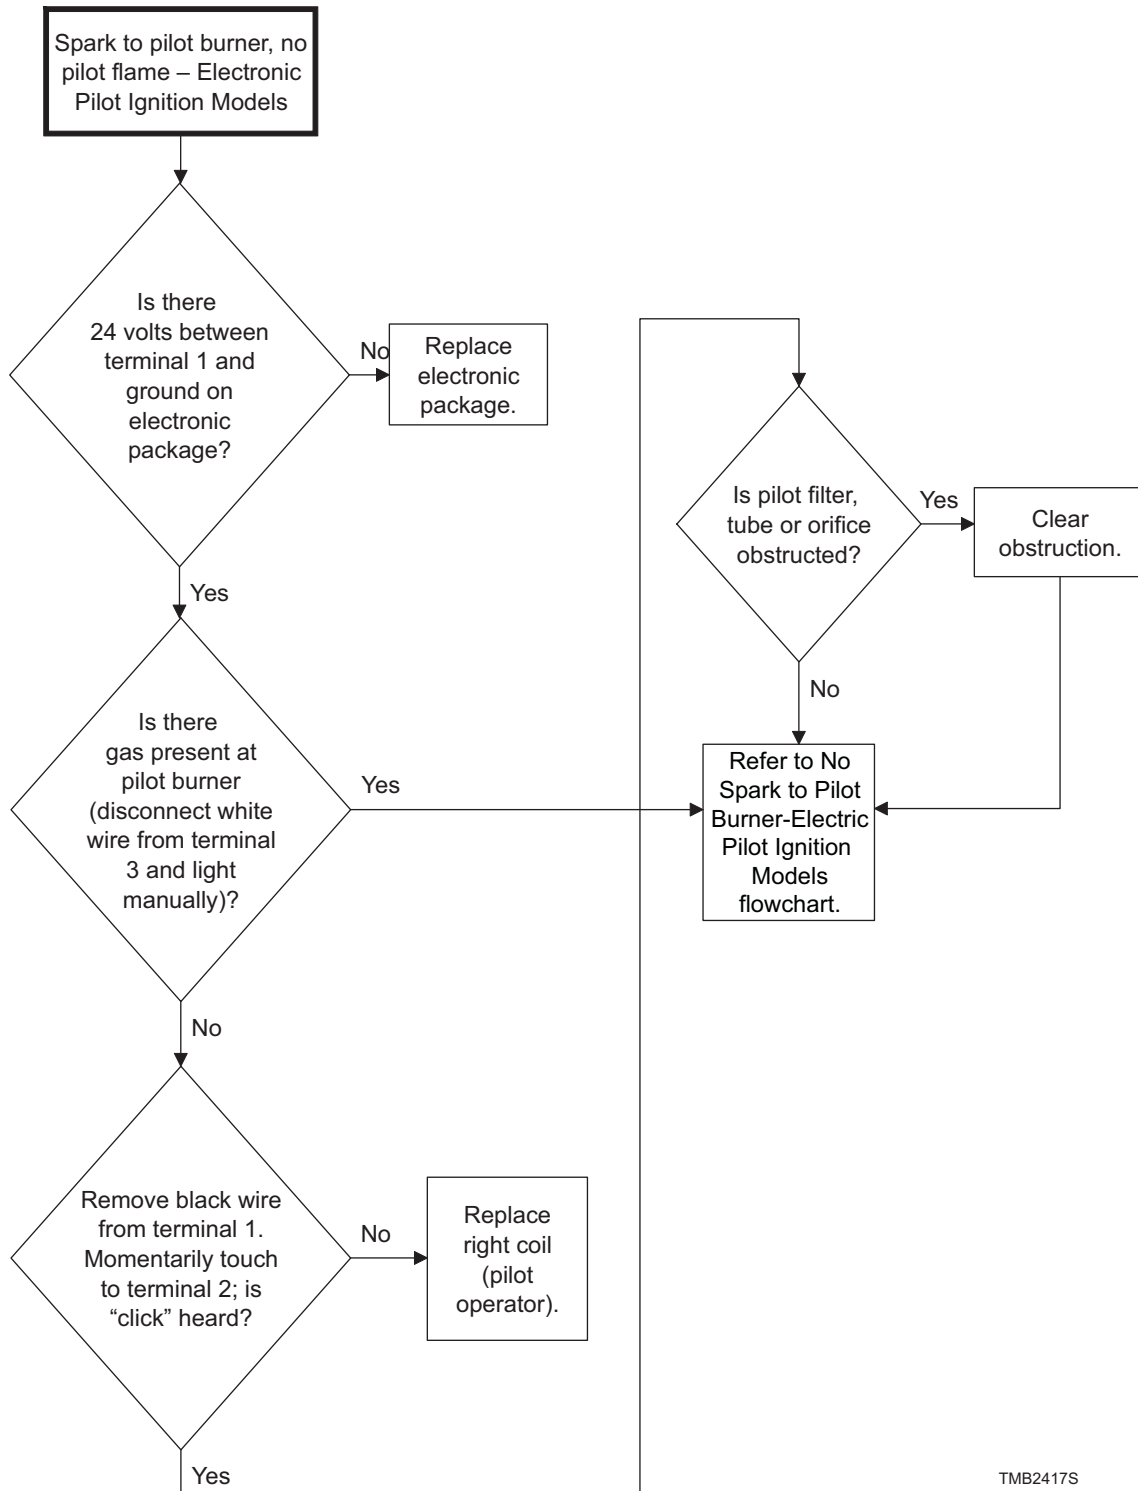 Spark to pilot burner, no
pilot flame – Electronic
Pilot Ignition Models
Is there
24 volts between
terminal 1 and
ground on
electronic
package?
No
Replace
electronic
package.
Yes
Is there
gas present at
pilot burner
(disconnect white
wire from terminal
3 and light
manually)?
Yes
No
Remove black wire
from terminal 1.
Momentarily touch
to terminal 2; is
“click” heard?
No
Replace
right coil
(pilot
operator).
Yes
Is pilot filter,
tube or orifice
obstructed?
Yes
Clear
obstruction.
No
Refer to No
Spark to Pilot
Burner-Electric
Pilot Ignition
Models
flowchart.
TMB2417S